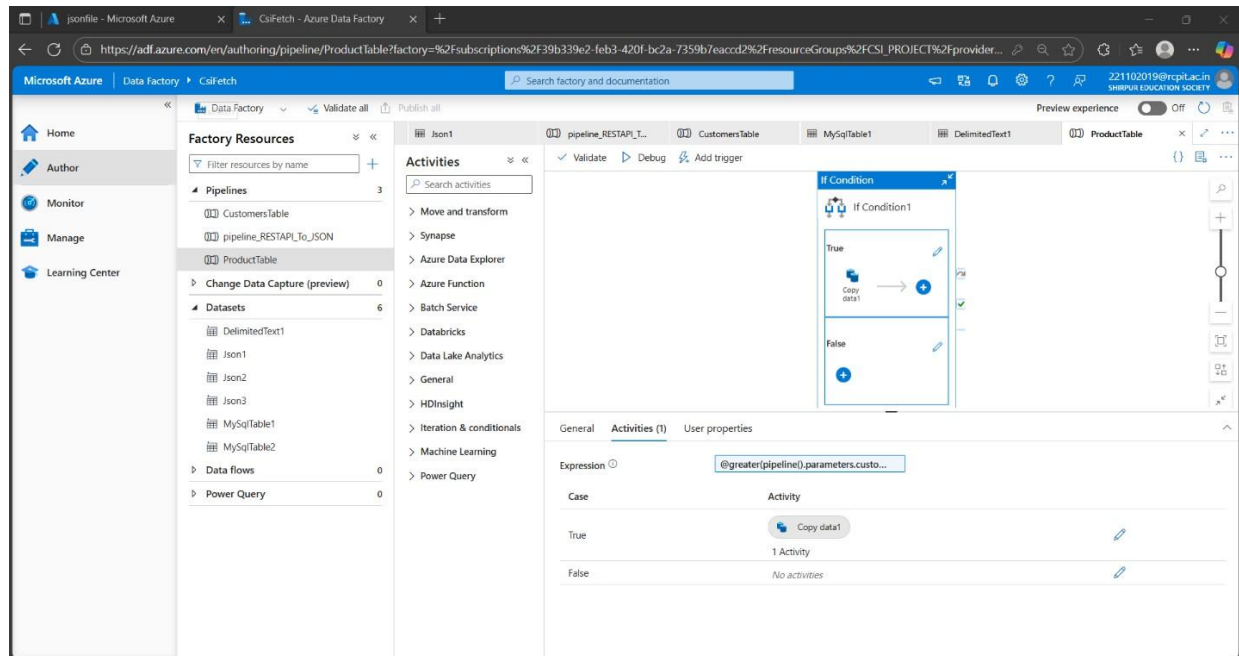 jsonfile - Microsoft Azure
CsiFetch - Azure Data Factory
https://adf.azure.com/en/authoring/pipeline/ProductTable?factory=%2Fsubscriptions%2F39b339e2-feb3-420f-bc2a-7359b7eaccd2%2FresourceGroups%2FCSI_PROJECT%2Fprovider...
Microsoft Azure | Data Factory ▸ CsiFetch
Search factory and documentation
221102019@rcpit.ac.in
SHIRPUR EDUCATION SOCIETY
Home
Author
Monitor
Manage
Learning Center
Data Factory
Validate all
Publish all
Preview experience Off
Factory Resources
Filter resources by name
Pipelines 3
CustomersTable
pipeline_RESTAPI_To_JSON
ProductTable
Change Data Capture (preview) 0
Datasets 6
DelimitedText1
Json1
Json2
Json3
MySqlTable1
MySqlTable2
Data flows 0
Power Query 0
Json1
pipeline_RESTAPI_T...
CustomersTable
MySqlTable1
DelimitedText1
ProductTable
Activities
Search activities
Move and transform
Synapse
Azure Data Explorer
Azure Function
Batch Service
Databricks
Data Lake Analytics
General
HDInsight
Iteration & conditionals
Machine Learning
Power Query
Validate
Debug
Add trigger
If Condition
If Condition1
True
Copy
data1
False
General
Activities (1)
User properties
Expression
@greater(pipeline().parameters.custo...
Case Activity
True
Copy data1
1 Activity
False No activities